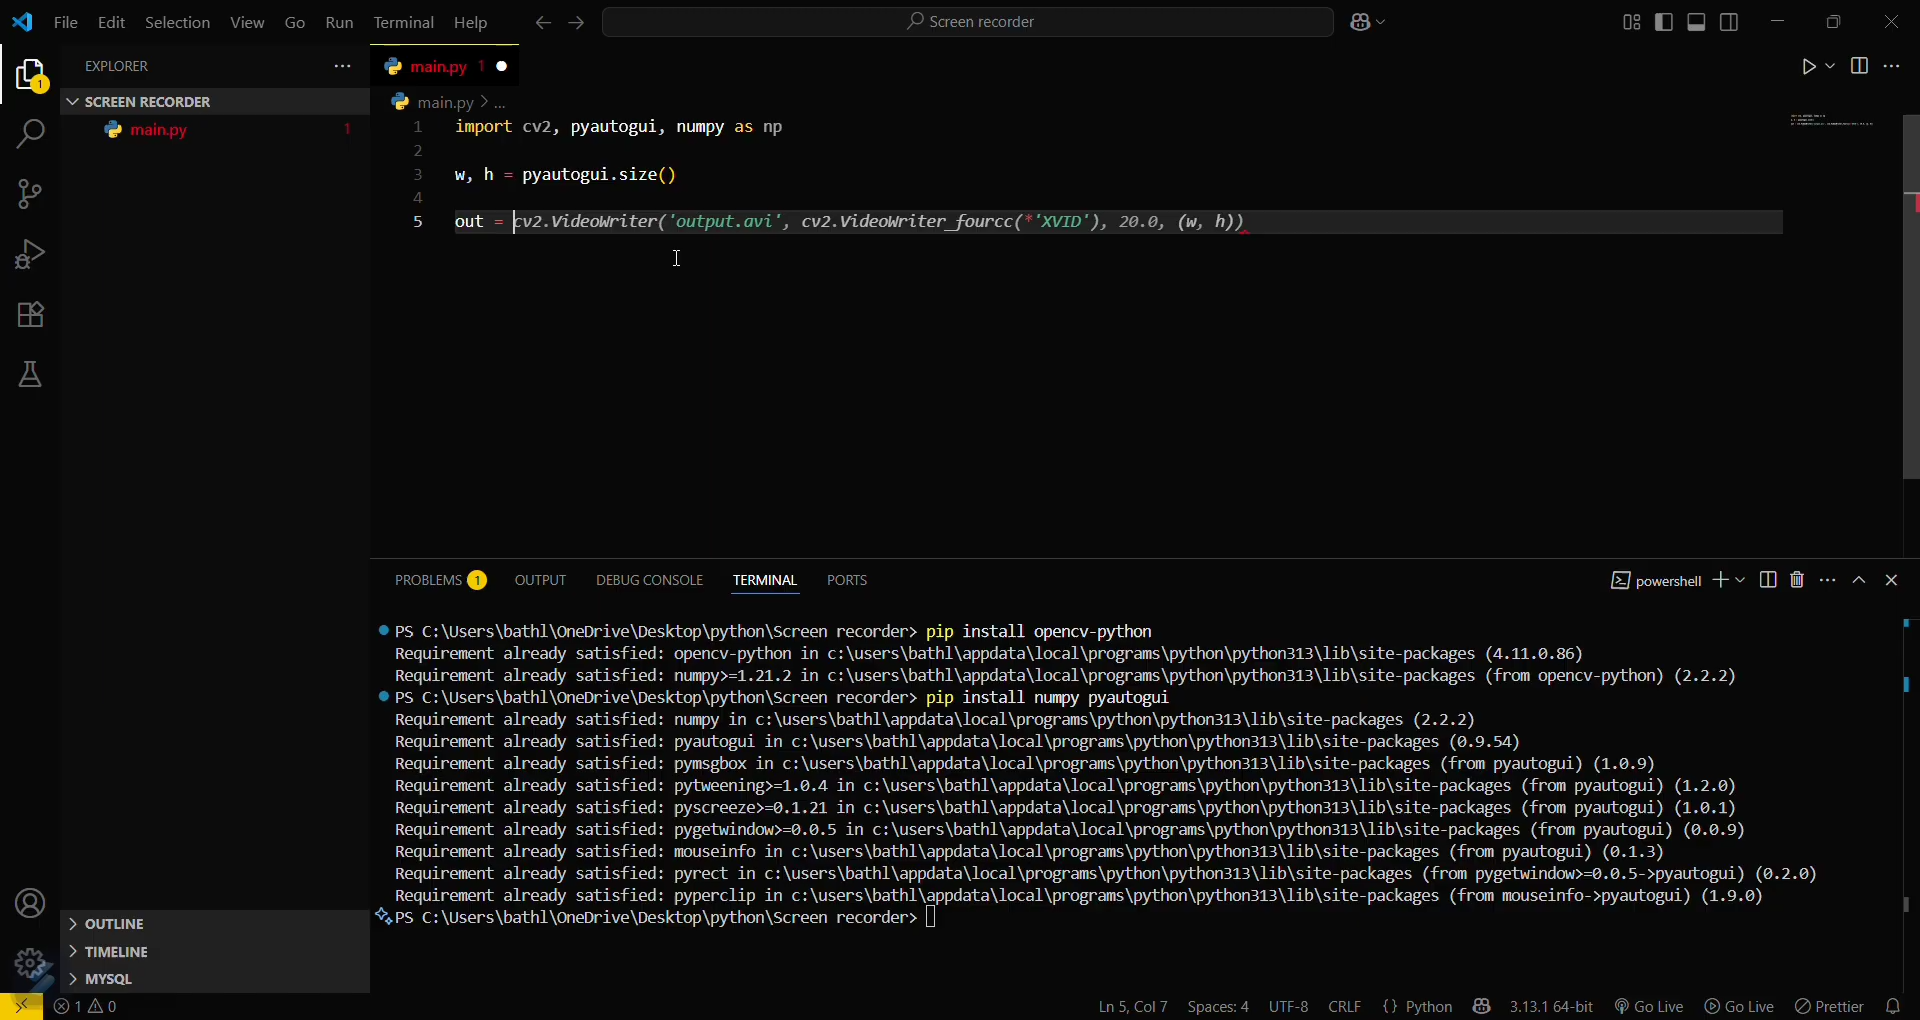 File Edit Selection View Go Run Terminal Help
Screen recorder
EXPLORER
main.py 1
SCREEN RECORDER
main.py > ...
main.py 1
1 import cv2, pyautogui, numpy as np
2
3 w, h = pyautogui.size()
4
5 out = cv2.VideoWriter('output.avi', cv2.VideoWriter_fourcc(*'XVID'), 20.0, (w, h))
1
PROBLEMS 1 OUTPUT DEBUG CONSOLE TERMINAL PORTS
powershell
PS C:\Users\bathl\OneDrive\Desktop\python\Screen recorder> pip install opencv-python
Requirement already satisfied: opencv-python in c:\users\bathl\appdata\local\programs\python\python313\lib\site-packages (4.11.0.86)
Requirement already satisfied: numpy>=1.21.2 in c:\users\bathl\appdata\local\programs\python\python313\lib\site-packages (from opencv-python) (2.2.2)
PS C:\Users\bathl\OneDrive\Desktop\python\Screen recorder> pip install numpy pyautogui
Requirement already satisfied: numpy in c:\users\bathl\appdata\local\programs\python\python313\lib\site-packages (2.2.2)
Requirement already satisfied: pyautogui in c:\users\bathl\appdata\local\programs\python\python313\lib\site-packages (0.9.54)
Requirement already satisfied: pymsgbox in c:\users\bathl\appdata\local\programs\python\python313\lib\site-packages (from pyautogui) (1.0.9)
Requirement already satisfied: pytweening>=1.0.4 in c:\users\bathl\appdata\local\programs\python\python313\lib\site-packages (from pyautogui) (1.2.0)
Requirement already satisfied: pyscreeze>=0.1.21 in c:\users\bathl\appdata\local\programs\python\python313\lib\site-packages (from pyautogui) (1.0.1)
Requirement already satisfied: pygetwindow>=0.0.5 in c:\users\bathl\appdata\local\programs\python\python313\lib\site-packages (from pyautogui) (0.0.9)
Requirement already satisfied: mouseinfo in c:\users\bathl\appdata\local\programs\python\python313\lib\site-packages (from pyautogui) (0.1.3)
Requirement already satisfied: pyrect in c:\users\bathl\appdata\local\programs\python\python313\lib\site-packages (from pygetwindow>=0.0.5->pyautogui) (0.2.0)
Requirement already satisfied: pyperclip in c:\users\bathl\appdata\local\programs\python\python313\lib\site-packages (from mouseinfo->pyautogui) (1.9.0)
PS C:\Users\bathl\OneDrive\Desktop\python\Screen recorder>
OUTLINE
TIMELINE
MYSQL
1 0
Ln 5, Col 7 Spaces: 4 UTF-8 CRLF {} Python 3.13.1 64-bit Go Live Go Live Prettier